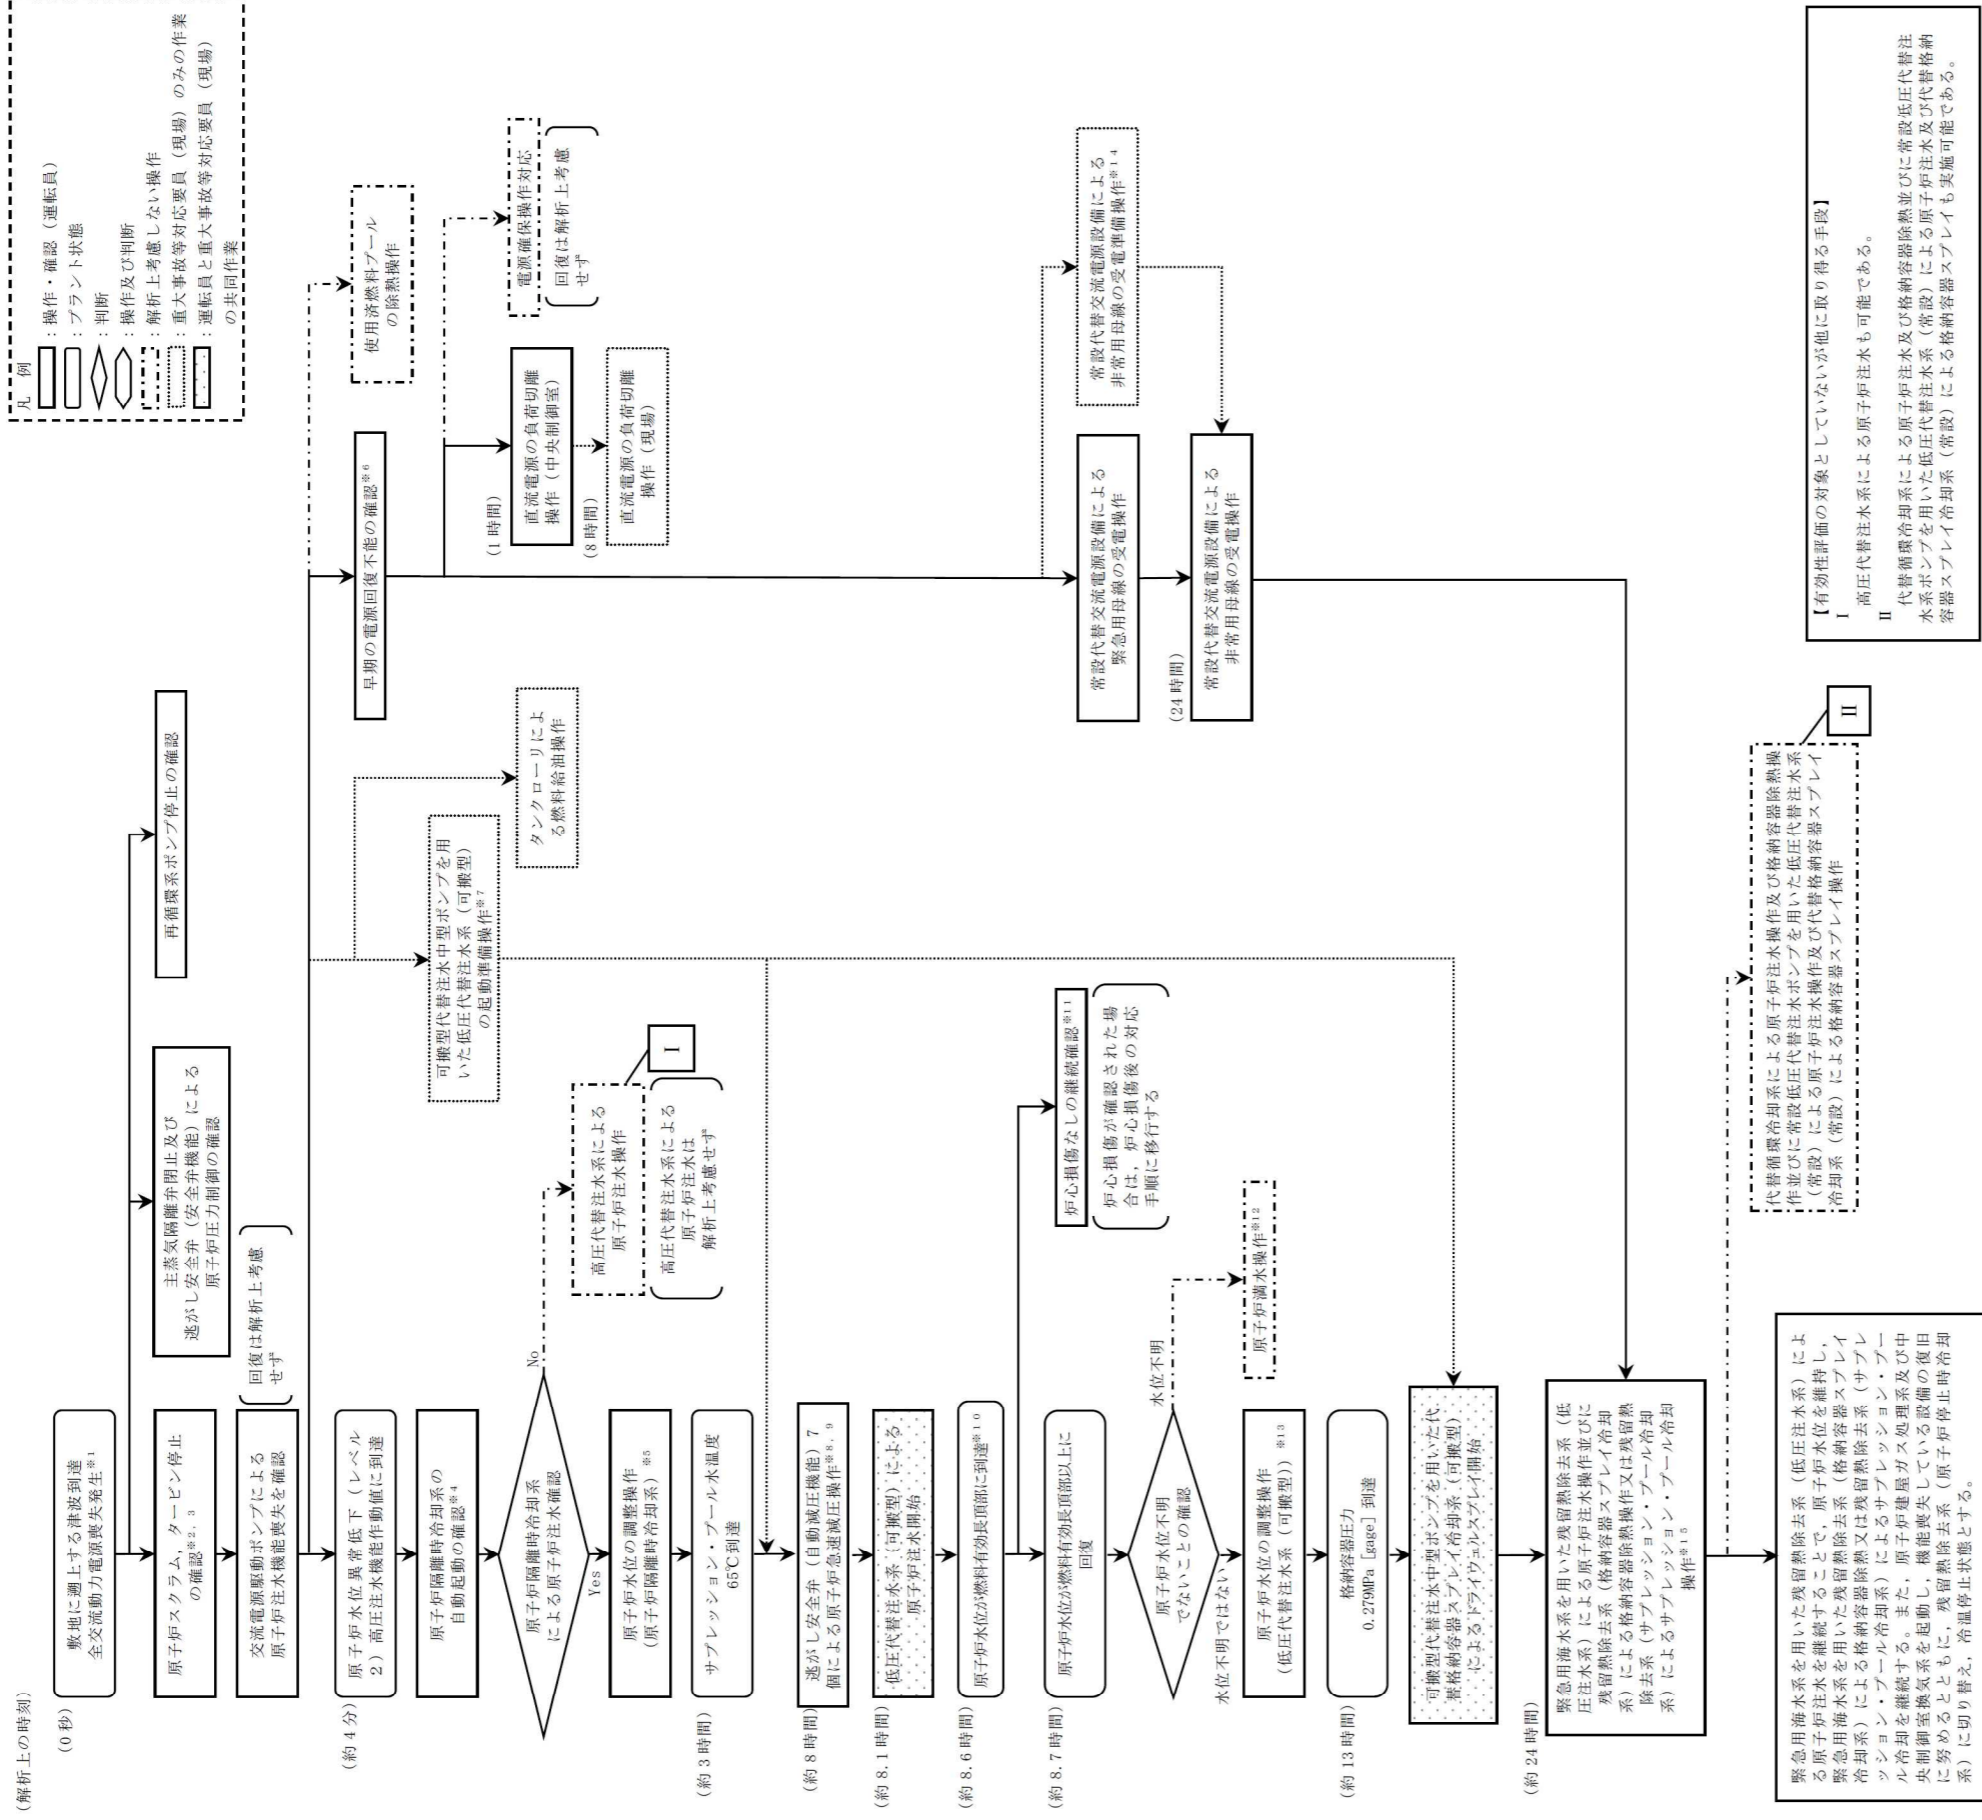 (解析上の時刻)
(0 秒)
敷地に遡上する津波到達
全交流動力電源喪失発生※1
原子炉スクラム，タービン停止
の確認※2，3
主蒸気隔離弁閉止及び
逃がし安全弁（安全弁機能）による
原子炉圧力制御の確認
再循環系ポンプ停止の確認
交流電源駆動ポンプによる
原子炉注水機能喪失を確認
回復は解析上考慮
せず
(約 4 分)
原子炉水位異常低下（レベル
2）高圧注水機能作動値に到達
原子炉隔離時冷却系の
自動起動の確認※4
原子炉隔離時冷却系
による原子炉注水確認
No
Yes
高圧代替注水系による
原子炉注水操作
Ⅰ
高圧代替注水系による
原子炉注水は
解析上考慮せず
原子炉水位の調整操作
（原子炉隔離時冷却系）※5
(約 3 時間)
サプレッション・プール水温度
65℃到達
(約 8 時間)
逃がし安全弁（自動減圧機能）7
個による原子炉急速減圧操作※8，9
(約 8.1 時間)
低圧代替注水系（可搬型）による
原子炉注水開始
(約 8.6 時間)
原子炉水位が燃料有効長頂部に到達※10
炉心損傷なしの継続確認※11
炉心損傷が確認された場
合は，炉心損傷後の対応
手順に移行する
(約 8.7 時間)
原子炉水位が燃料有効長頂部以上に
回復
原子炉水位不明
でないことの確認
水位不明
水位不明ではない
原子炉満水操作※12
原子炉水位の調整操作
（低圧代替注水系（可搬型））※13
(約 13 時間)
格納容器圧力
0.279MPa［gage］到達
可搬型代替注水中型ポンプを用いた代
替格納容器スプレイ冷却系（可搬型）
によるドライウェルスプレイ開始
(約 24 時間)
緊急用海水系を用いた残留熱除去系（低
圧注水系）による原子炉注水操作並びに
残留熱除去系（格納容器スプレイ冷却
系）による格納容器除熱操作又は残留熱
除去系（サプレッション・プール冷却
系）によるサプレッション・プール冷却
操作※15
緊急用海水系を用いた残留熱除去系（低圧注水系）によ
る原子炉注水を継続することで，原子炉水位を維持し，
緊急用海水系を用いた残留熱除去系（格納容器スプレイ
冷却系）による格納容器除熱又は残留熱除去系（サプレ
ッション・プール冷却系）によるサプレッション・プー
ル冷却を継続する。また，原子炉建屋ガス処理系及び中
央制御室換気系を起動し，機能喪失している設備の復旧
に努めるとともに，残留熱除去系（原子炉停止時冷却
系）に切り替え，冷温停止状態とする。
可搬型代替注水中型ポンプを用
いた低圧代替注水系（可搬型）
の起動準備操作※7
タンクローリによ
る燃料給油操作
早期の電源回復不能の確認※6
使用済燃料プール
の除熱操作
(1 時間)
直流電源の負荷切離
操作（中央制御室）
(8 時間)
直流電源の負荷切離
操作（現場）
電源確保操作対応
回復は解析上考慮
せず
常設代替交流電源設備による
緊急用母線の受電操作
常設代替交流電源設備による
非常用母線の受電準備操作※14
(24 時間)
常設代替交流電源設備による
非常用母線の受電操作
代替循環冷却系による原子炉注水操作及び格納容器除熱操
作並びに常設低圧代替注水系ポンプを用いた低圧代替注水系
（常設）による原子炉注水操作及び代替格納容器スプレイ
冷却系（常設）による格納容器スプレイ操作
Ⅱ
凡 例
：操作・確認（運転員）
：プラント状態
：判断
：操作及び判断
：解析上考慮しない操作
：重大事故等対応要員（現場）のみの作業
：運転員と重大事故等対応要員（現場）
の共同作業
【有効性評価の対象としていないが他に取り得る手段】
Ⅰ
高圧代替注水系による原子炉注水も可能である。
Ⅱ
代替循環冷却系による原子炉注水及び格納容器除熱並びに常設低圧代替注
水系ポンプを用いた低圧代替注水系（常設）による原子炉注水及び代替格納
容器スプレイ冷却系（常設）による格納容器スプレイも実施可能である。